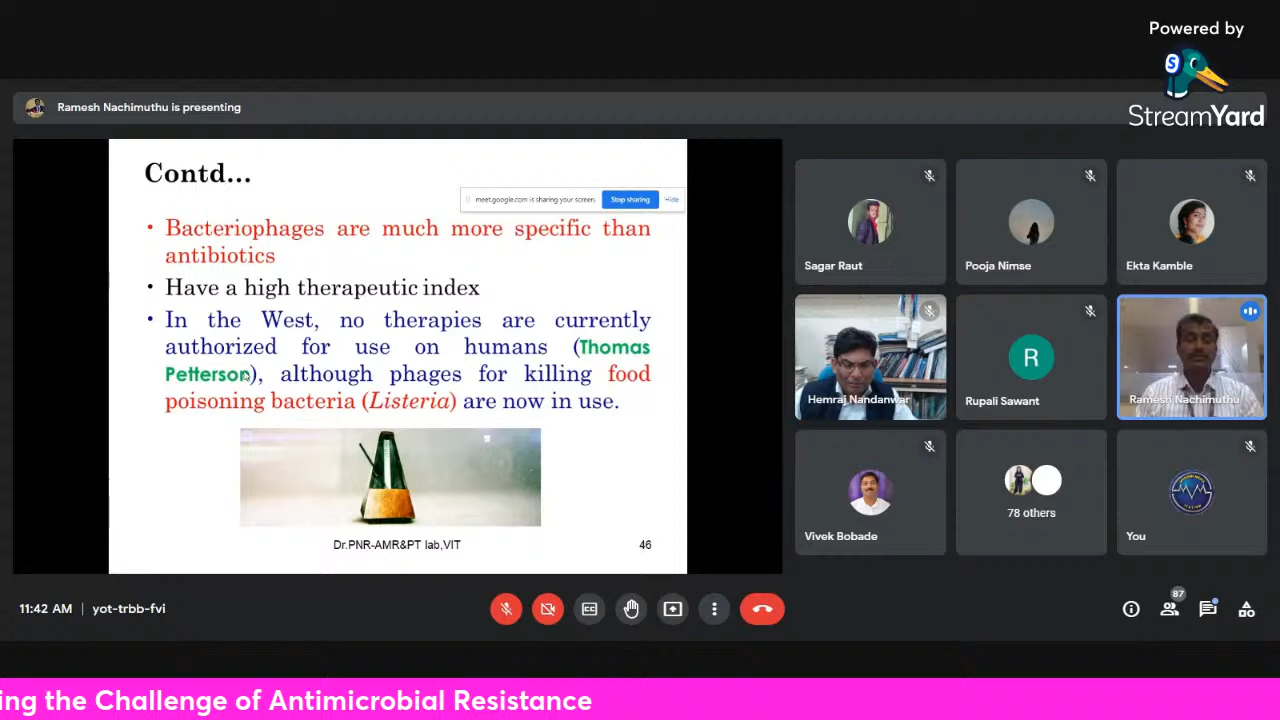 Powered by
StreamYard
Ramesh Nachimuthu is presenting
Contd...
meet.google.com is sharing your screen.
Stop sharing
Hide
• Bacteriophages are much more specific than
antibiotics
• Have a high therapeutic index
• In the West, no therapies are currently
authorized for use on humans (Thomas
Petterson), although phages for killing food
poisoning bacteria (Listeria) are now in use.
Dr.PNR-AMR&PT lab,VIT
46
Sagar Raut
Pooja Nimse
Ekta Kamble
Hemraj Nandanwar
R
Rupali Sawant
Ramesh Nachimuthu
Vivek Bobade
78 others
You
11:42 AM | yot-trbb-fvi
87
ing the Challenge of Antimicrobial Resistance